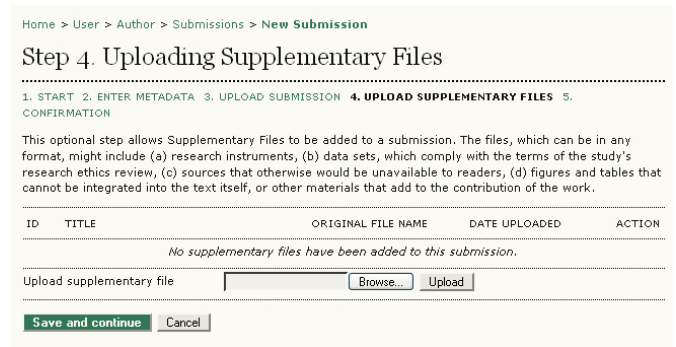 Home > User > Author > Submissions > New Submission
Step 4. Uploading Supplementary Files
1. START 2. ENTER METADATA 3. UPLOAD SUBMISSION 4. UPLOAD SUPPLEMENTARY FILES 5.
CONFIRMATION
This optional step allows Supplementary Files to be added to a submission. The files, which can be in any
format, might include (a) research instruments, (b) data sets, which comply with the terms of the study's
research ethics review, (c) sources that otherwise would be unavailable to readers, (d) figures and tables that
cannot be integrated into the text itself, or other materials that add to the contribution of the work.
ID TITLE ORIGINAL FILE NAME DATE UPLOADED ACTION
No supplementary files have been added to this submission.
Upload supplementary file Browse... Upload
Save and continue Cancel